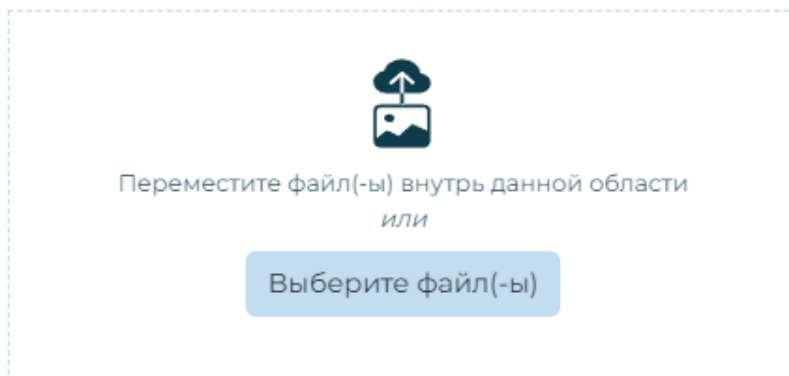 Переместите файл(-ы) внутрь данной области
или
Выберите файл(-ы)